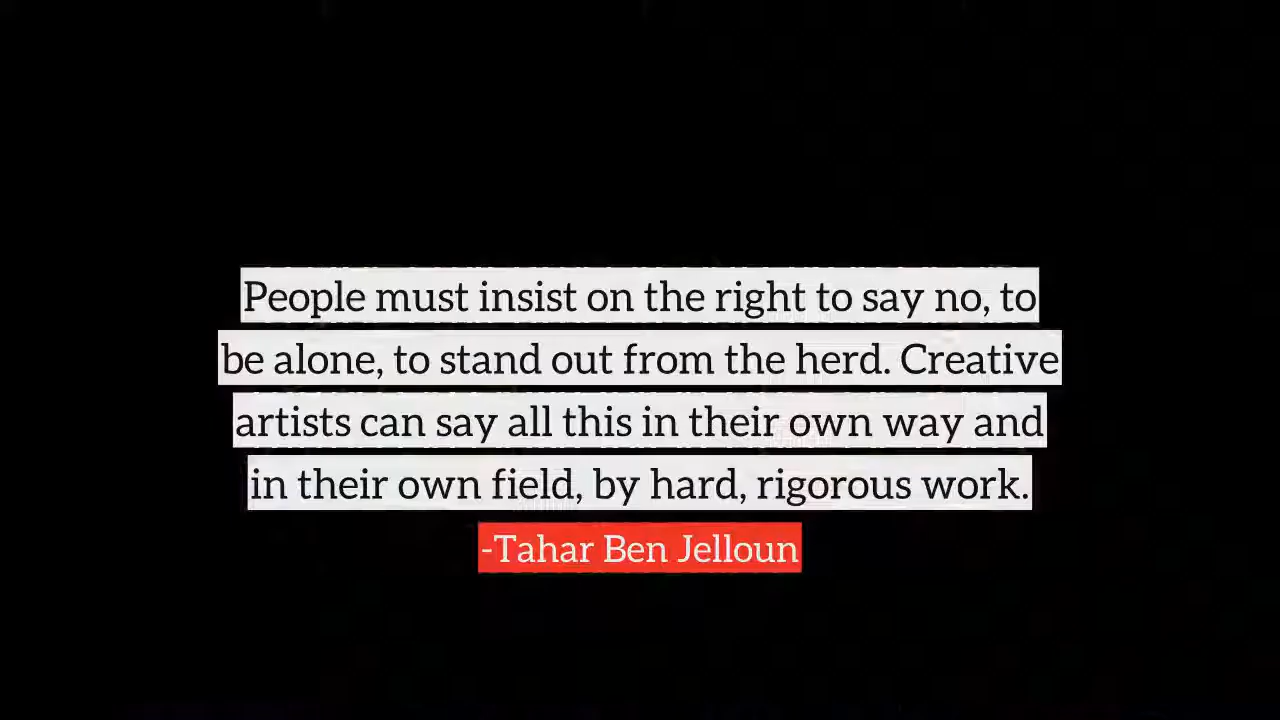 People must insist on the right to say no, to
be alone, to stand out from the herd. Creative
artists can say all this in their own way and
in their own field, by hard, rigorous work.
-Tahar Ben Jelloun